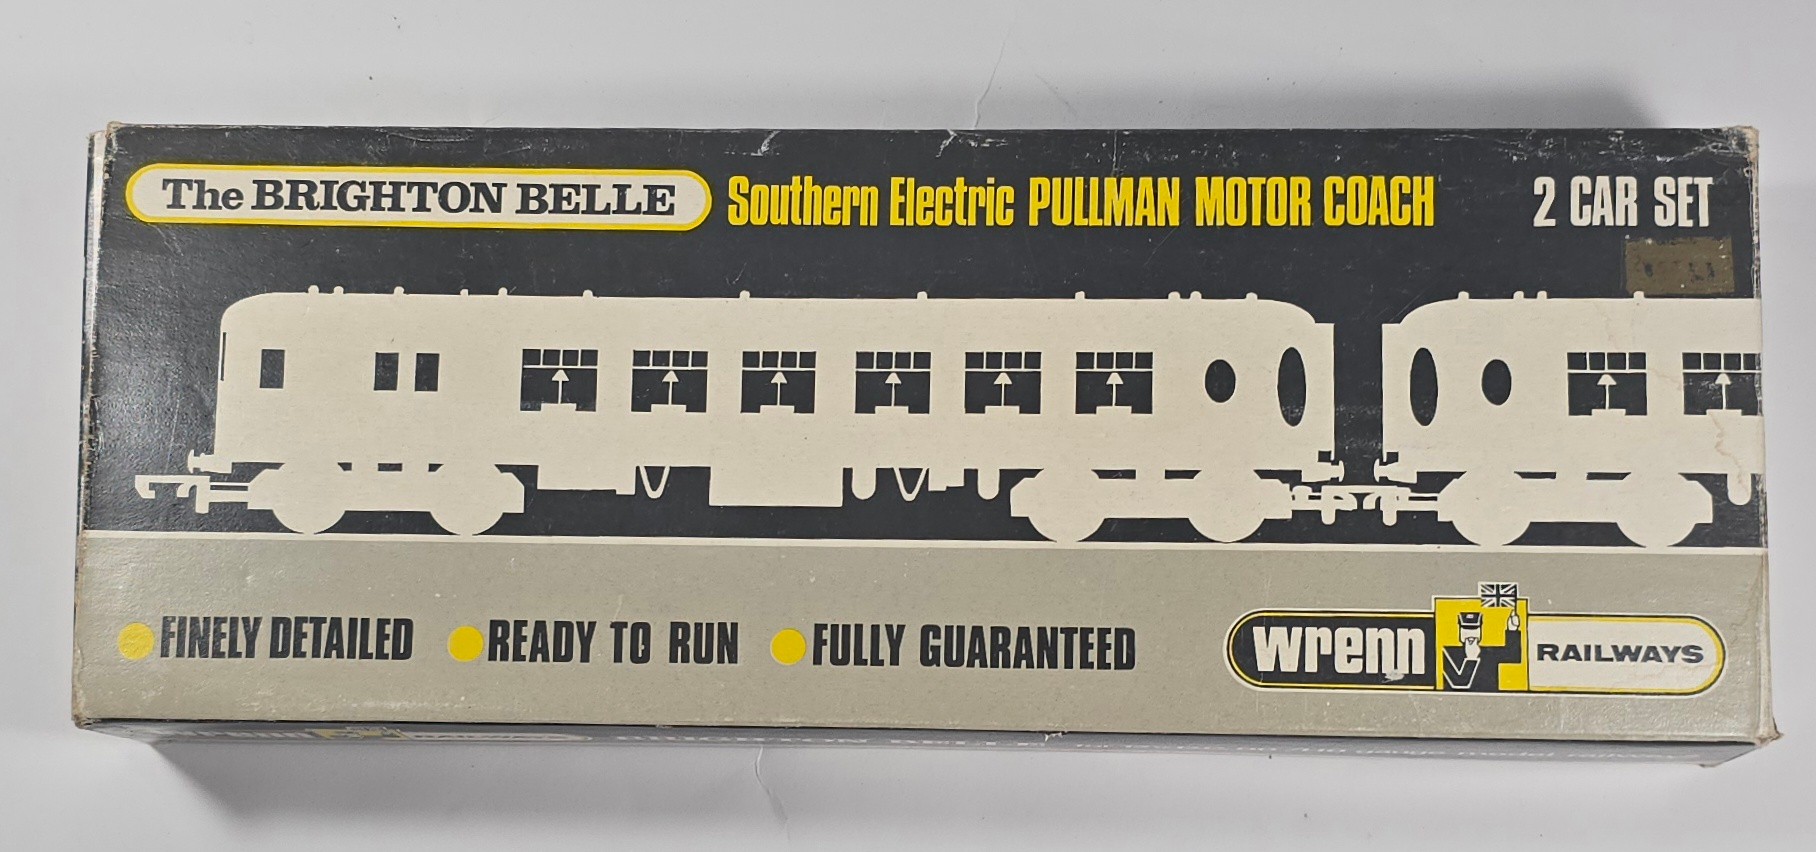 The BRIGHTON BELLE Southern Electric PULLMAN MOTOR COACH 2 CAR SET
FINELY DETAILED READY TO RUN FULLY GUARANTEED
wrenn RAILWAYS